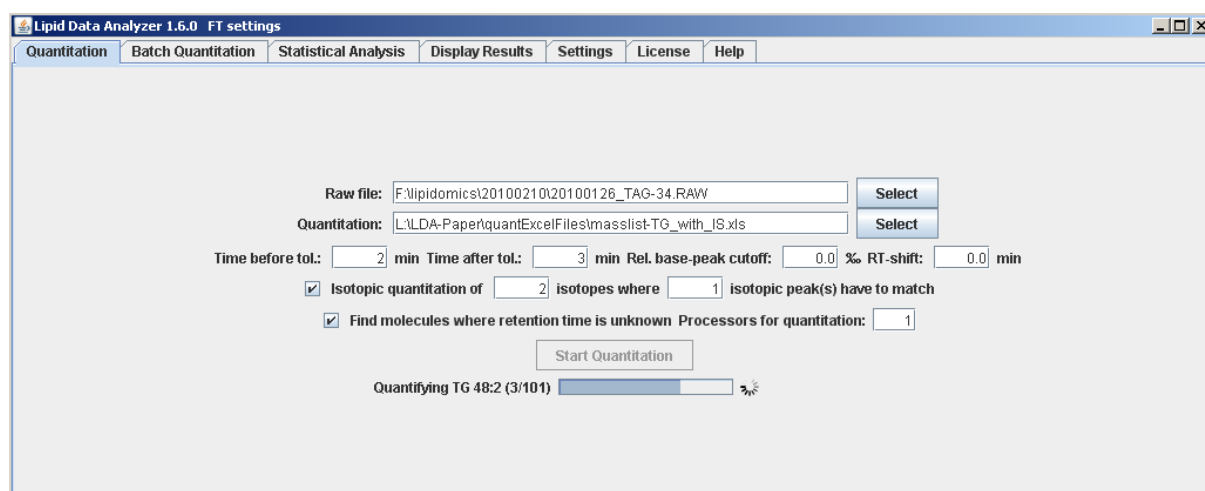 Lipid Data Analyzer 1.6.0 FT settings
Quantitation Batch Quantitation Statistical Analysis Display Results Settings License Help
Raw file: F:\lipidomics\20100210\20100126_TAG-34.RAW Select
Quantitation: L:\LDA-Paper\quantExcelFiles\masslist-TG_with_IS.xls Select
Time before tol.: 2 min Time after tol.: 3 min Rel. base-peak cutoff: 0.0 ‰ RT-shift: 0.0 min
Isotopic quantitation of 2 isotopes where 1 isotopic peak(s) have to match
Find molecules where retention time is unknown Processors for quantitation: 1
Start Quantitation
Quantifying TG 48:2 (3/101)